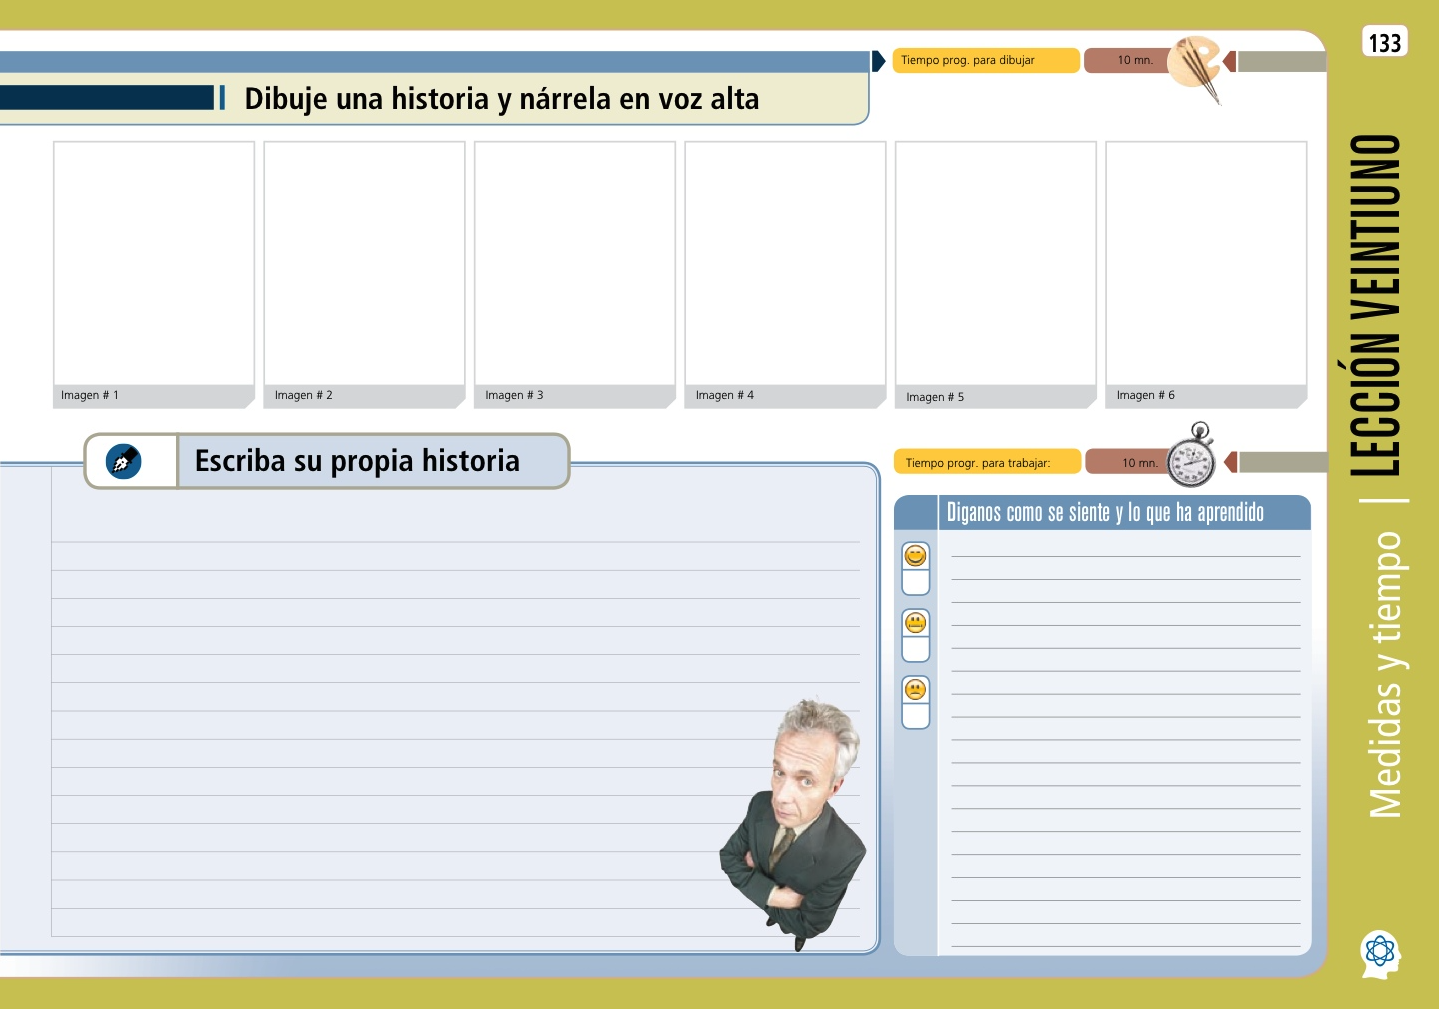 133
Tiempo prog. para dibujar
10 mn.
Dibuje una historia y nárrela en voz alta
Imagen # 1
Imagen # 2
Imagen # 3
Imagen # 4
Imagen # 5
Imagen # 6
Escriba su propia historia
Tiempo progr. para trabajar:
10 mn.
Diganos como se siente y lo que ha aprendido
Medidas y tiempo | LECCIÓN VEINTIUNO